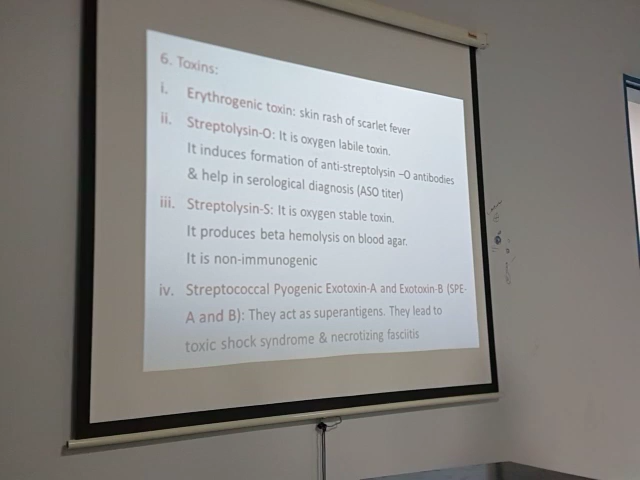 6. Toxins:
i. Erythrogenic toxin: skin rash of scarlet fever
ii. Streptolysin-O: It is oxygen labile toxin.
It induces formation of anti-streptolysin –O antibodies
& help in serological diagnosis (ASO titer)
iii. Streptolysin-S: It is oxygen stable toxin.
It produces beta hemolysis on blood agar.
It is non-immunogenic
iv. Streptococcal Pyogenic Exotoxin-A and Exotoxin-B (SPE-
A and B): They act as superantigens. They lead to
toxic shock syndrome & necrotizing fasciitis